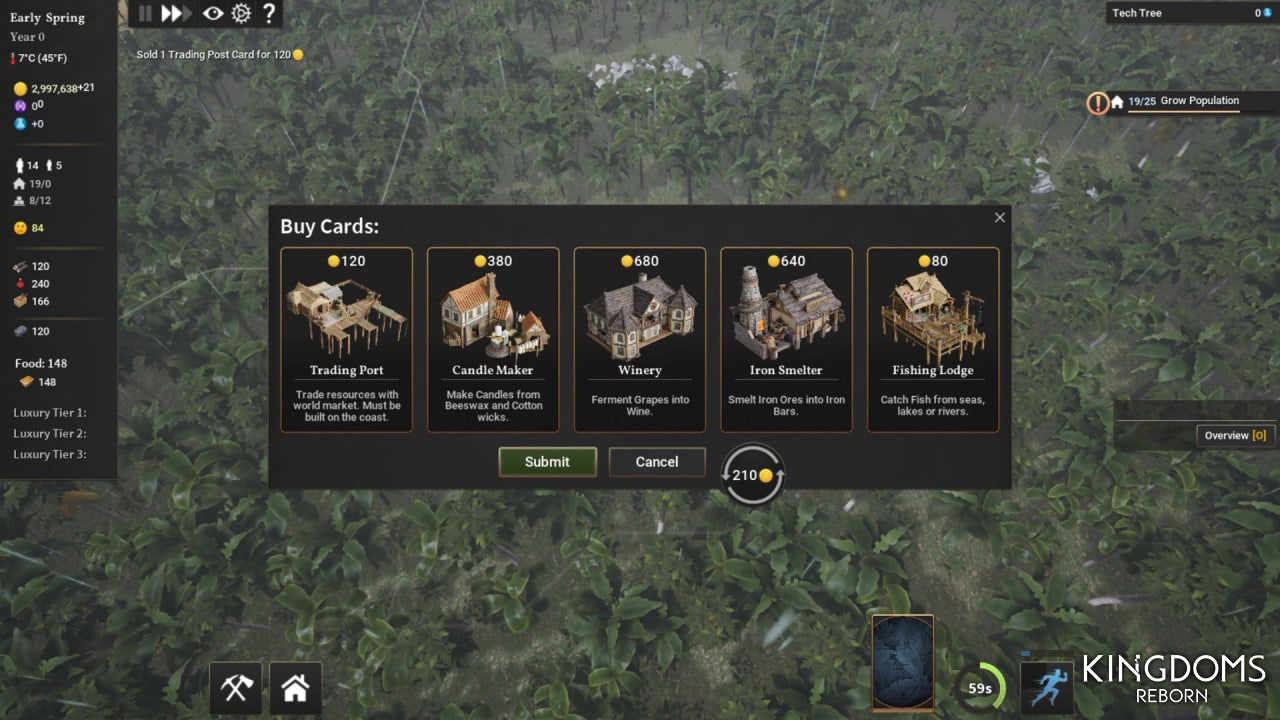 Early Spring
Year 0
7°C (45°F)
2,997,638+21
0⁰
+0
14 5
19/0
8/12
84
120
240
166
120
Food: 148
148
Luxury Tier 1:
Luxury Tier 2:
Luxury Tier 3:
?
Sold 1 Trading Post Card for 120
Tech Tree 0
! 19/25 Grow Population
Overview [O]
Buy Cards:
120
Trading Port
Trade resources with
world market. Must be
built on the coast.
380
Candle Maker
Make Candles from
Beeswax and Cotton
wicks.
680
Winery
Ferment Grapes into
Wine.
640
Iron Smelter
Smelt Iron Ores into Iron
Bars.
80
Fishing Lodge
Catch Fish from seas,
lakes or rivers.
Submit
Cancel
210
59s
KINGDOMS
REBORN